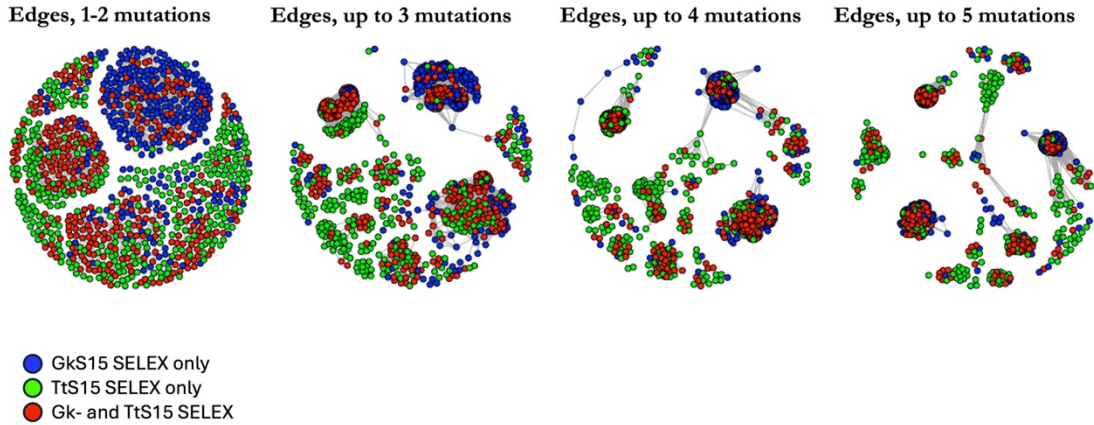 Edges, 1-2 mutations
Edges, up to 3 mutations
Edges, up to 4 mutations
Edges, up to 5 mutations
GkS15 SELEX only
TtS15 SELEX only
Gk- and TtS15 SELEX